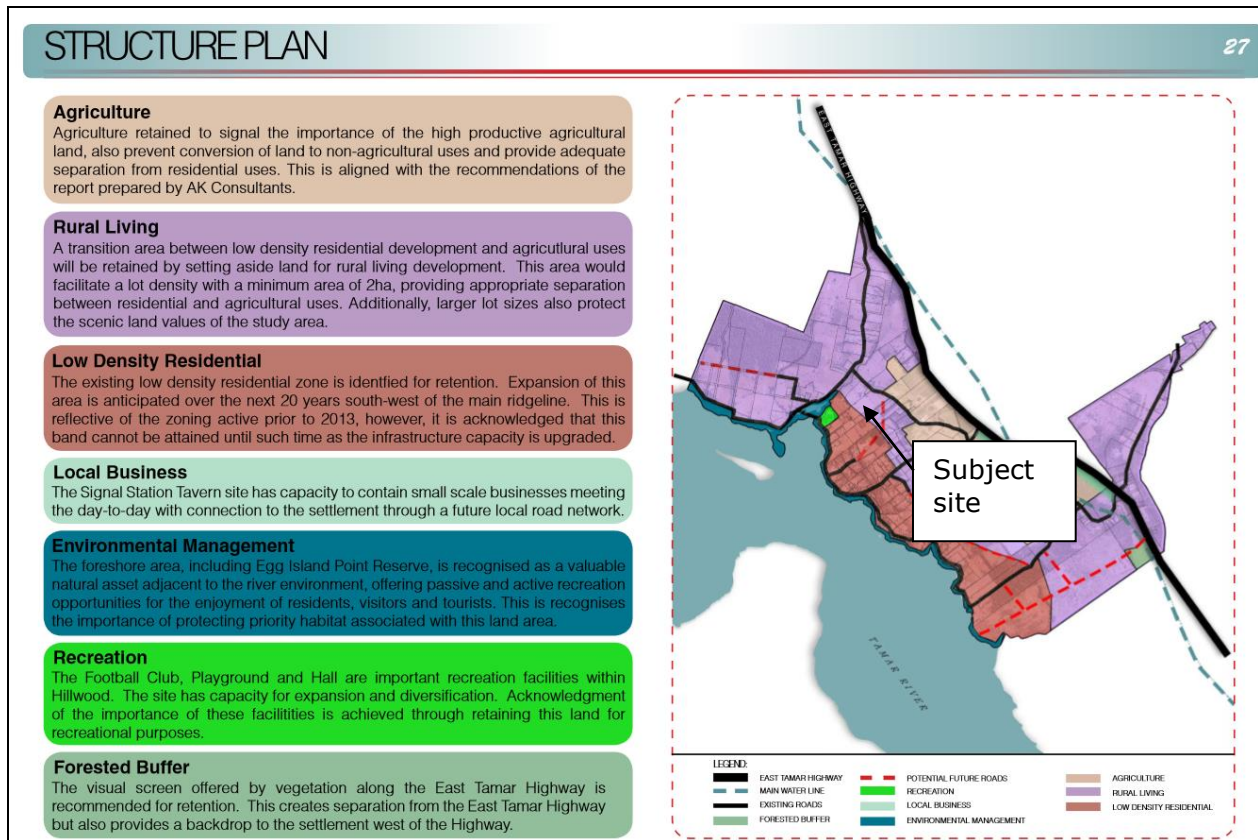 STRUCTURE PLAN
27
Agriculture
Agriculture retained to signal the importance of the high productive agricultural
land, also prevent conversion of land to non-agricultural uses and provide adequate
separation from residential uses. This is aligned with the recommendations of the
report prepared by AK Consultants.
Rural Living
A transition area between low density residential development and agricutlural uses
will be retained by setting aside land for rural living development. This area would
facilitate a lot density with a minimum area of 2ha, providing appropriate separation
between residential and agricultural uses. Additionally, larger lot sizes also protect
the scenic land values of the study area.
Low Density Residential
The existing low density residential zone is identfied for retention. Expansion of this
area is anticipated over the next 20 years south-west of the main ridgeline. This is
reflective of the zoning active prior to 2013, however, it is acknowledged that this
band cannot be attained until such time as the infrastructure capacity is upgraded.
Local Business
The Signal Station Tavern site has capacity to contain small scale businesses meeting
the day-to-day with connection to the settlement through a future local road network.
Environmental Management
The foreshore area, including Egg Island Point Reserve, is recognised as a valuable
natural asset adjacent to the river environment, offering passive and active recreation
opportunities for the enjoyment of residents, visitors and tourists. This is recognises
the importance of protecting priority habitat associated with this land area.
Recreation
The Football Club, Playground and Hall are important recreation facilities within
Hillwood. The site has capacity for expansion and diversification. Acknowledgment
of the importance of these facilitities is achieved through retaining this land for
recreational purposes.
Forested Buffer
The visual screen offered by vegetation along the East Tamar Highway is
recommended for retention. This creates separation from the East Tamar Highway
but also provides a backdrop to the settlement west of the Highway.
EAST TAMAR HIGHWAY
Subject
site
TAMAR RIVER
LEGEND:
EAST TAMAR HIGHWAY
MAIN WATER LINE
EXISTING ROADS
FORESTED BUFFER
POTENTIAL FUTURE ROADS
RECREATION
LOCAL BUSINESS
ENVIRONMENTAL MANAGEMENT
AGRICULTURE
RURAL LIVING
LOW DENSITY RESIDENTIAL